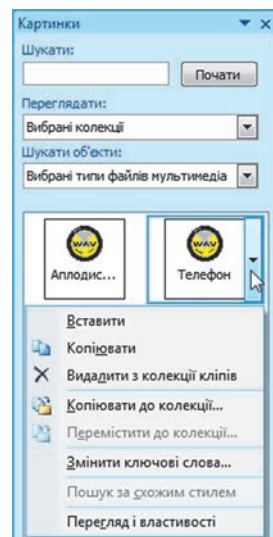 Картинки
Шукати:
Почати
Переглядати:
Вибрані колекції
Шукати об'єкти:
Вибрані типи файлів мультимедіа
WAV WAV
Аплодис... Телефон
Вставити
Копіювати
Видалити з колекції кліпів
Копіювати до колекції...
Перемістити до колекції...
Змінити ключові слова...
Пошук за схожим стилем
Перегляд і властивості